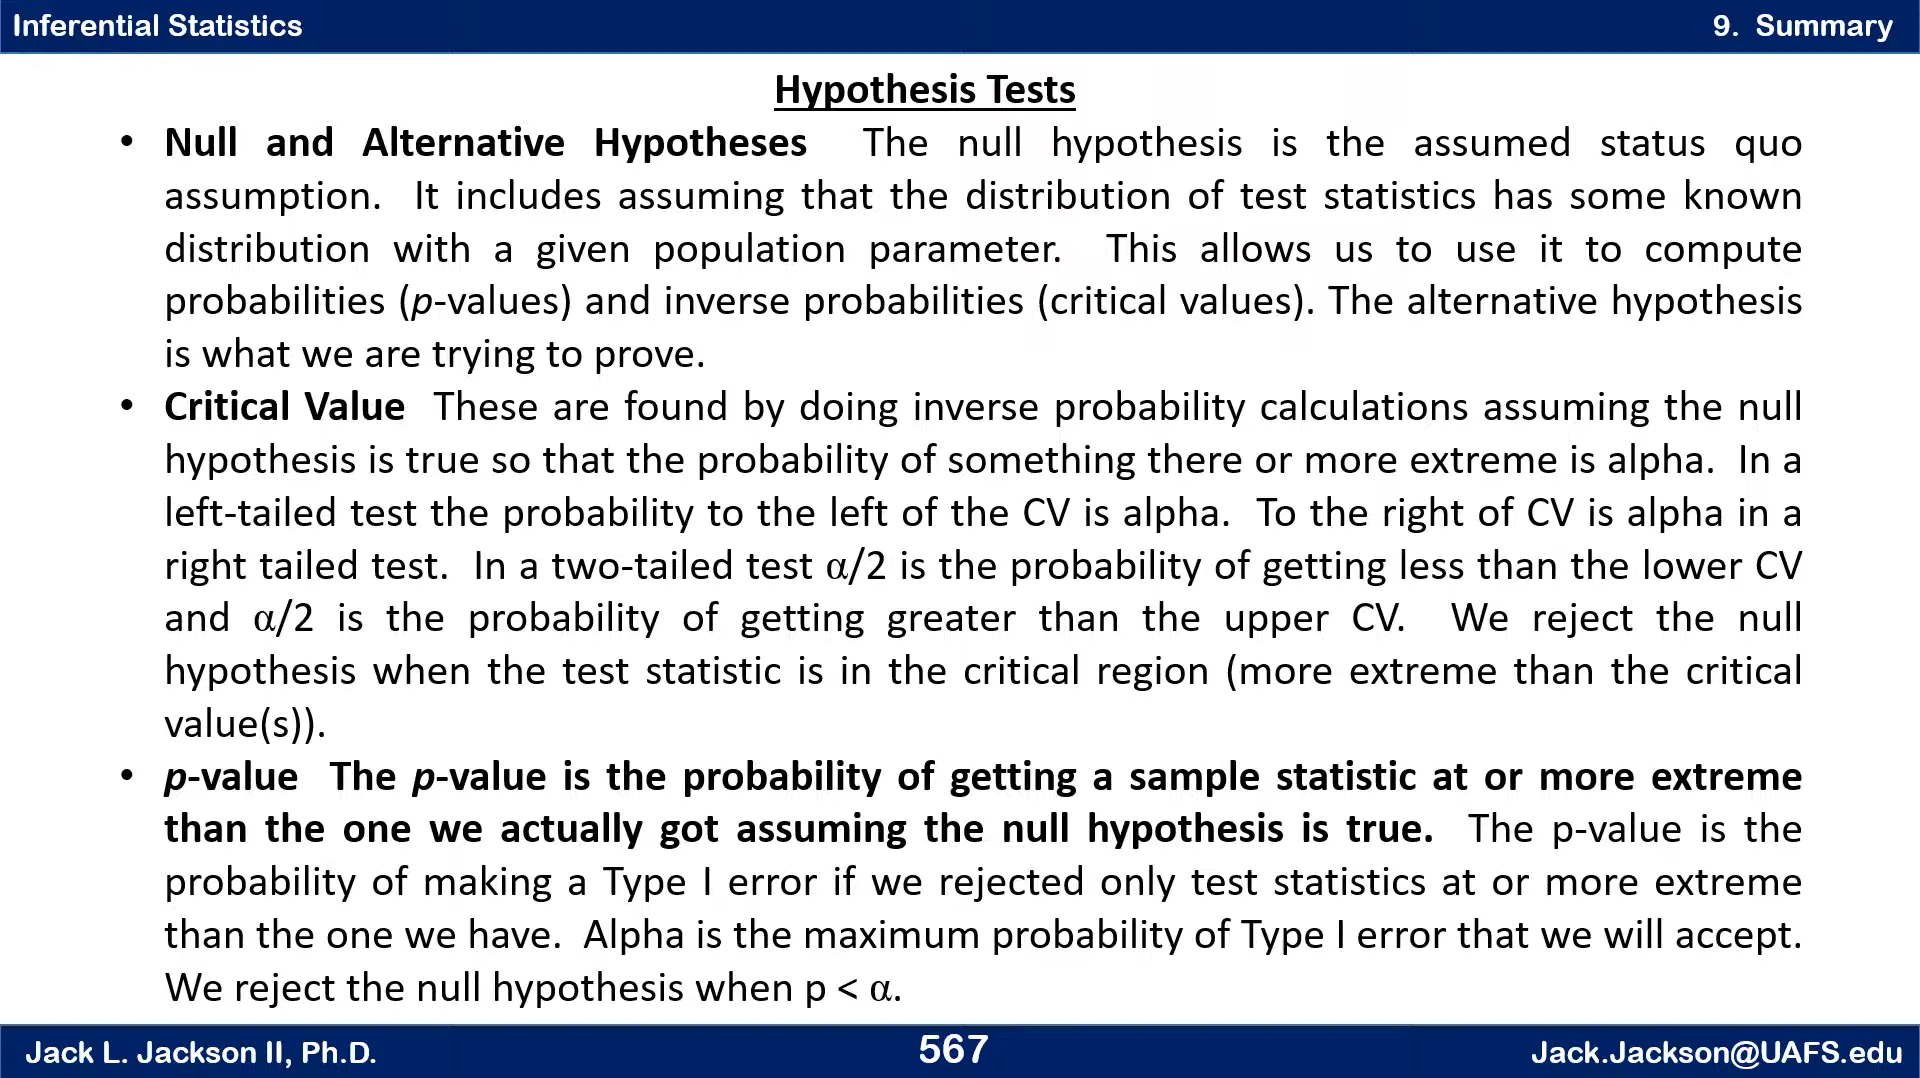 Inferential Statistics
9. Summary
Hypothesis Tests
• Null and Alternative Hypotheses The null hypothesis is the assumed status quo
assumption. It includes assuming that the distribution of test statistics has some known
distribution with a given population parameter. This allows us to use it to compute
probabilities (p-values) and inverse probabilities (critical values). The alternative hypothesis
is what we are trying to prove.
• Critical Value These are found by doing inverse probability calculations assuming the null
hypothesis is true so that the probability of something there or more extreme is alpha. In a
left-tailed test the probability to the left of the CV is alpha. To the right of CV is alpha in a
right tailed test. In a two-tailed test α/2 is the probability of getting less than the lower CV
and α/2 is the probability of getting greater than the upper CV. We reject the null
hypothesis when the test statistic is in the critical region (more extreme than the critical
value(s)).
• p-value The p-value is the probability of getting a sample statistic at or more extreme
than the one we actually got assuming the null hypothesis is true. The p-value is the
probability of making a Type I error if we rejected only test statistics at or more extreme
than the one we have. Alpha is the maximum probability of Type I error that we will accept.
We reject the null hypothesis when p < α.
Jack L. Jackson II, Ph.D.
567
Jack.Jackson@UAFS.edu